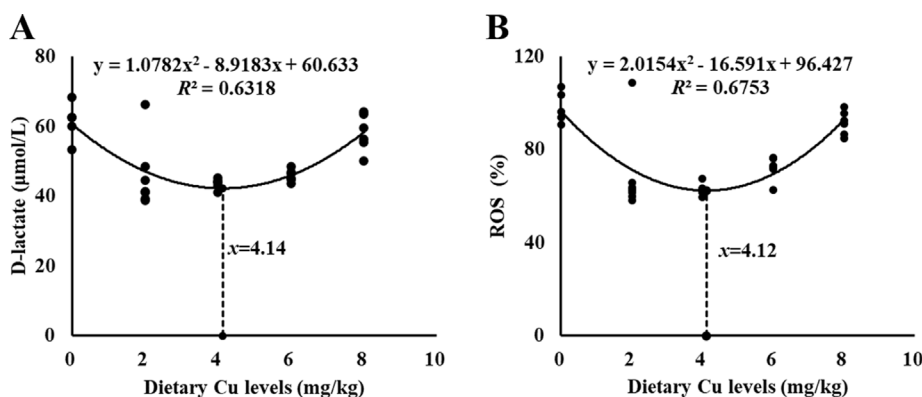 A
y = 1.0782x² - 8.9183x + 60.633
R² = 0.6318
D-lactate (μmol/L)
80
60
40
20
0
x=4.14
0 2 4 6 8 10
Dietary Cu levels (mg/kg)
B
y = 2.0154x² - 16.591x + 96.427
R² = 0.6753
ROS (%)
120
80
40
0
x=4.12
0 2 4 6 8 10
Dietary Cu levels (mg/kg)